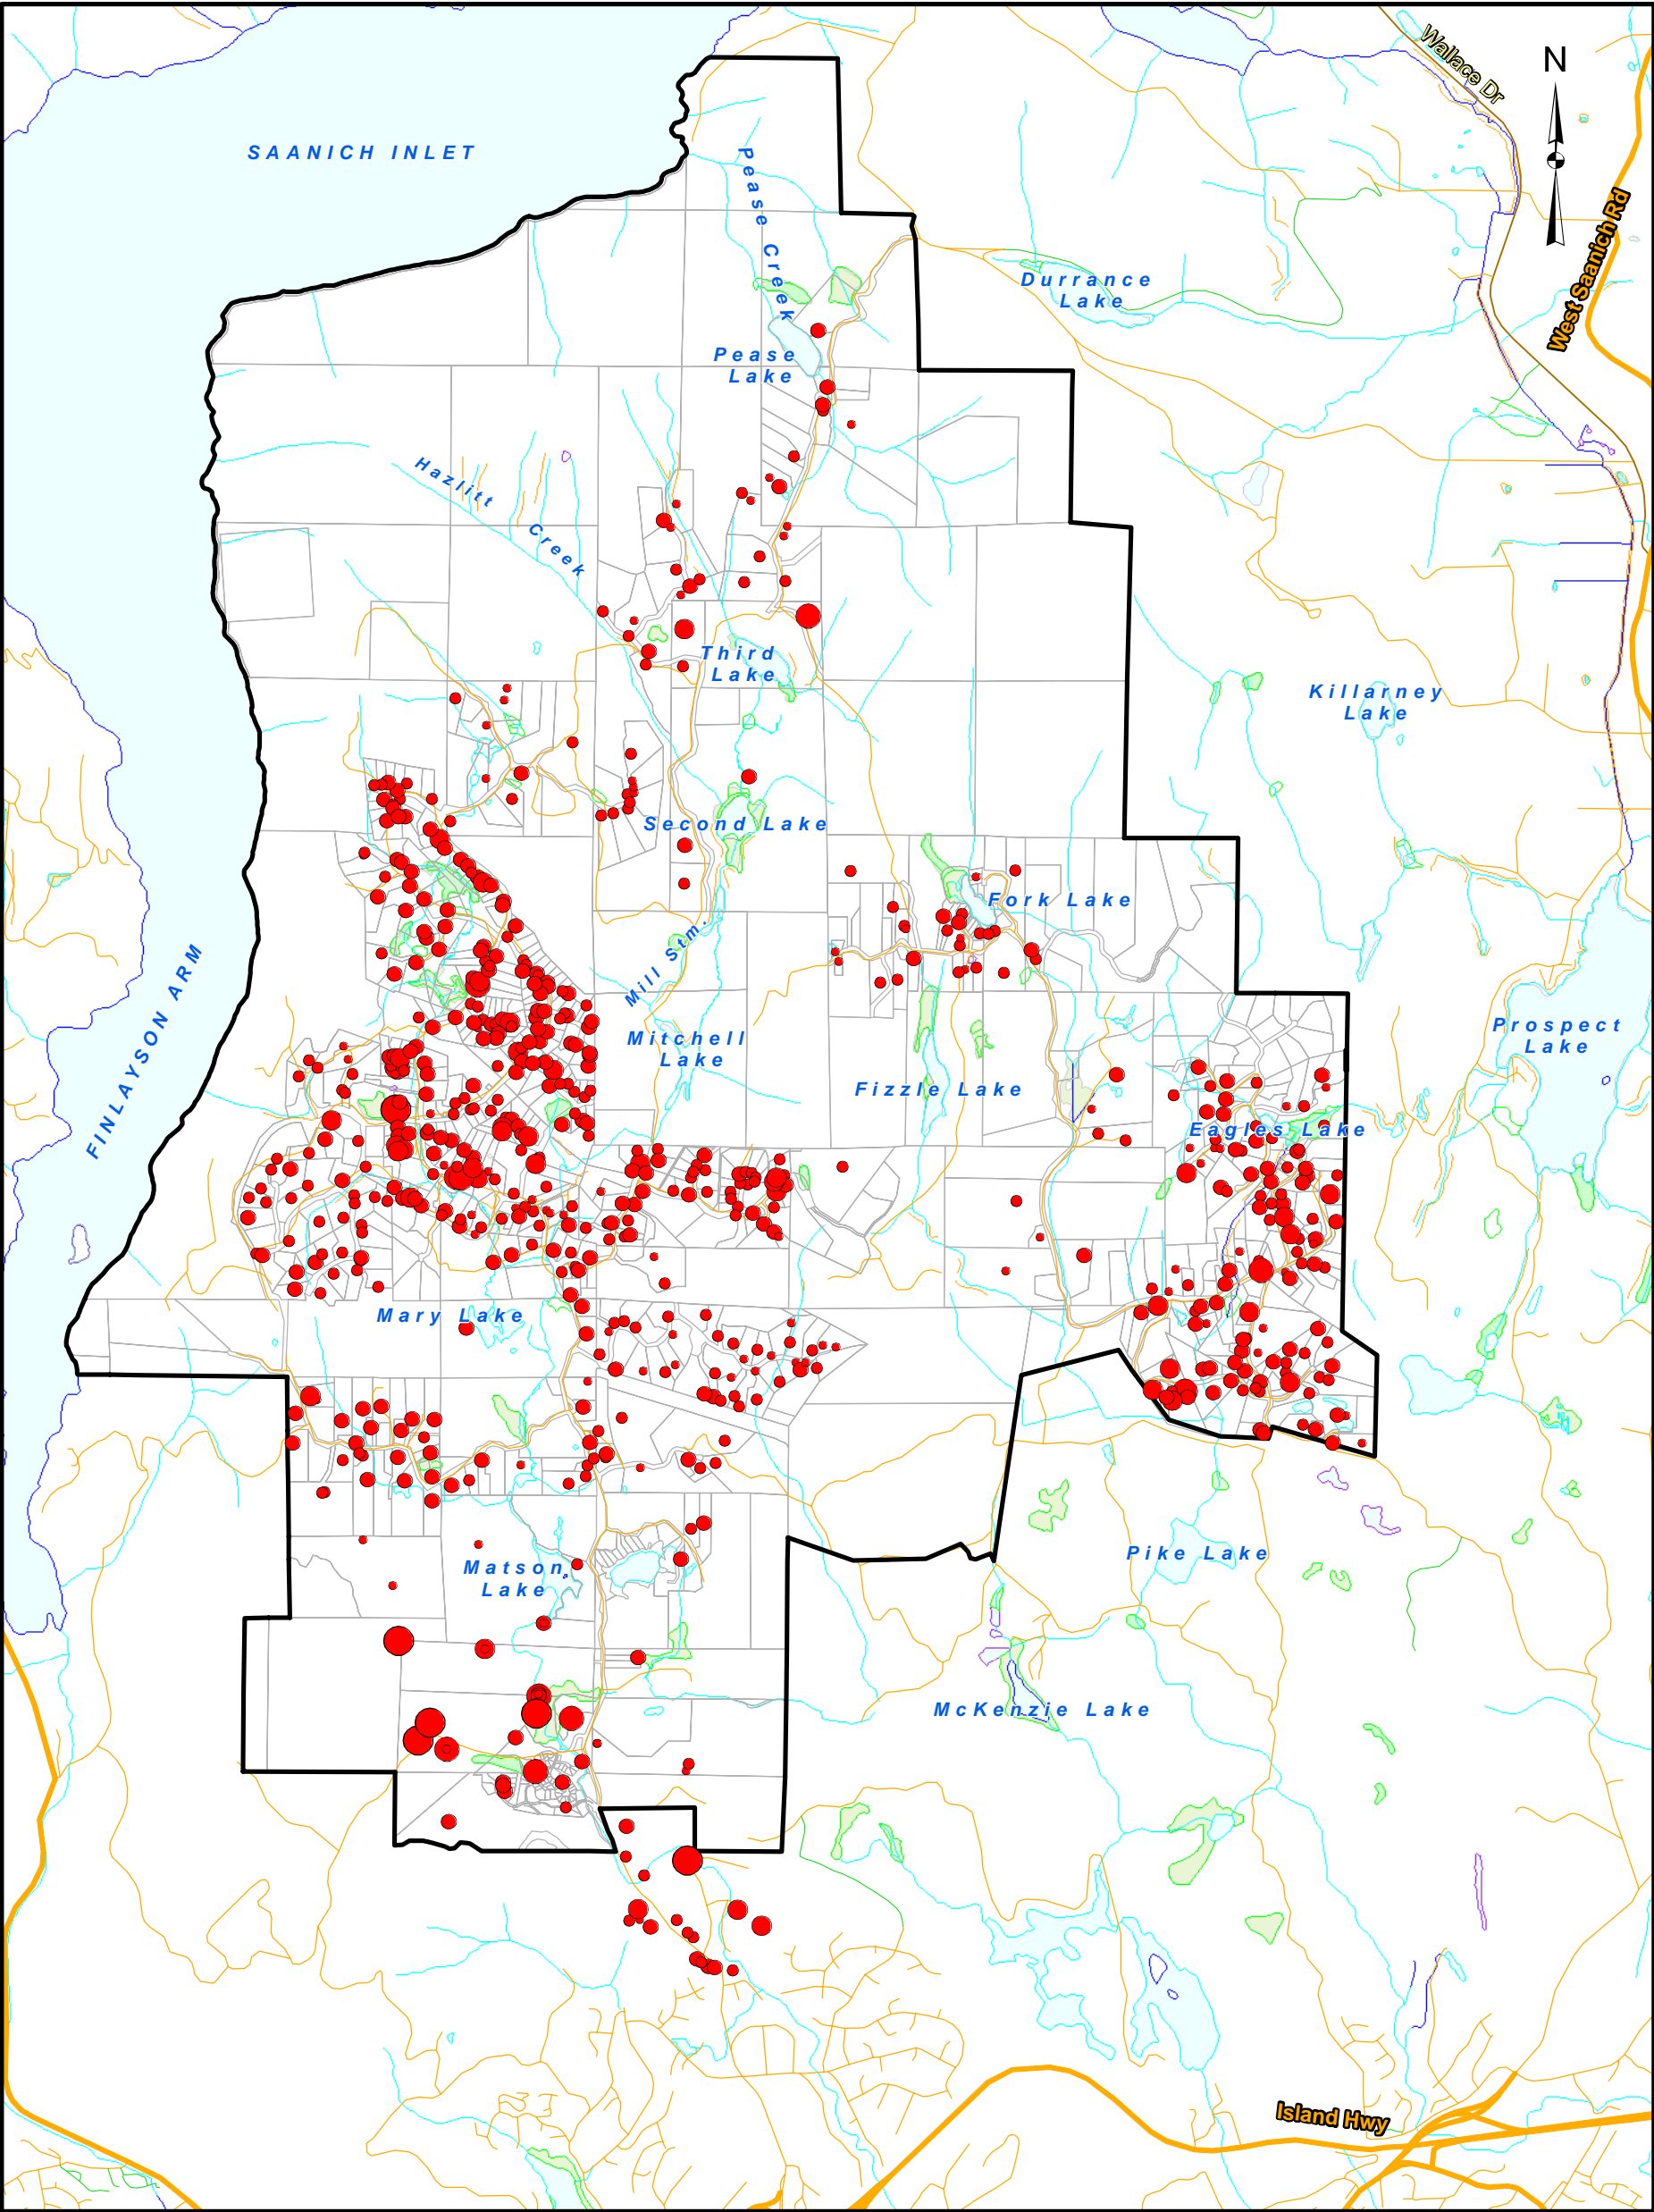 Wallace Dr
N
SAANICH INLET
Pease Creek
West Saanich Rd
Durrance
Lake
Pease
Lake
Hazlitt Creek
Third
Lake
Killarney
Lake
Second Lake
Fork Lake
FINLAYSON ARM
Mill Stm.
Mitchell
Lake
Prospect
Lake
Fizzle Lake
Eagles Lake
Mary Lake
Matson
Lake
Pike Lake
McKenzie Lake
Island Hwy